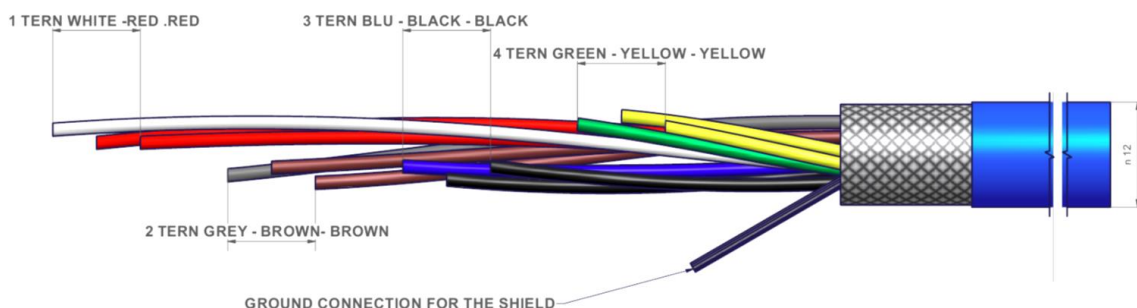 1 TERN WHITE -RED .RED
3 TERN BLU - BLACK - BLACK
4 TERN GREEN - YELLOW - YELLOW
n 12
2 TERN GREY - BROWN- BROWN
GROUND CONNECTION FOR THE SHIELD